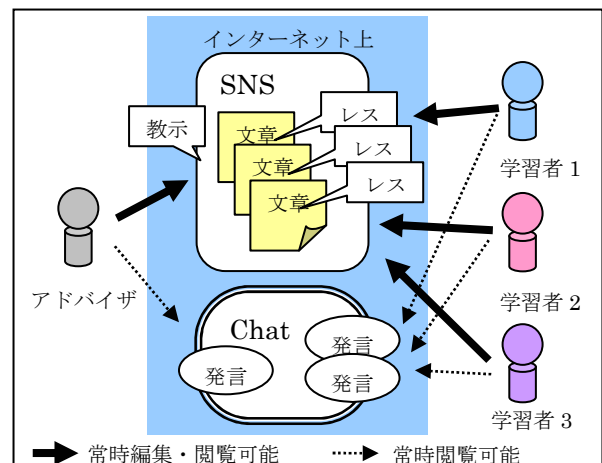 インターネット上
SNS
教示
文章
レス
文章
レス
文章
レス
学習者 1
学習者 2
学習者 3
アドバイザ
Chat
発言
発言
発言
常時編集・閲覧可能
常時閲覧可能